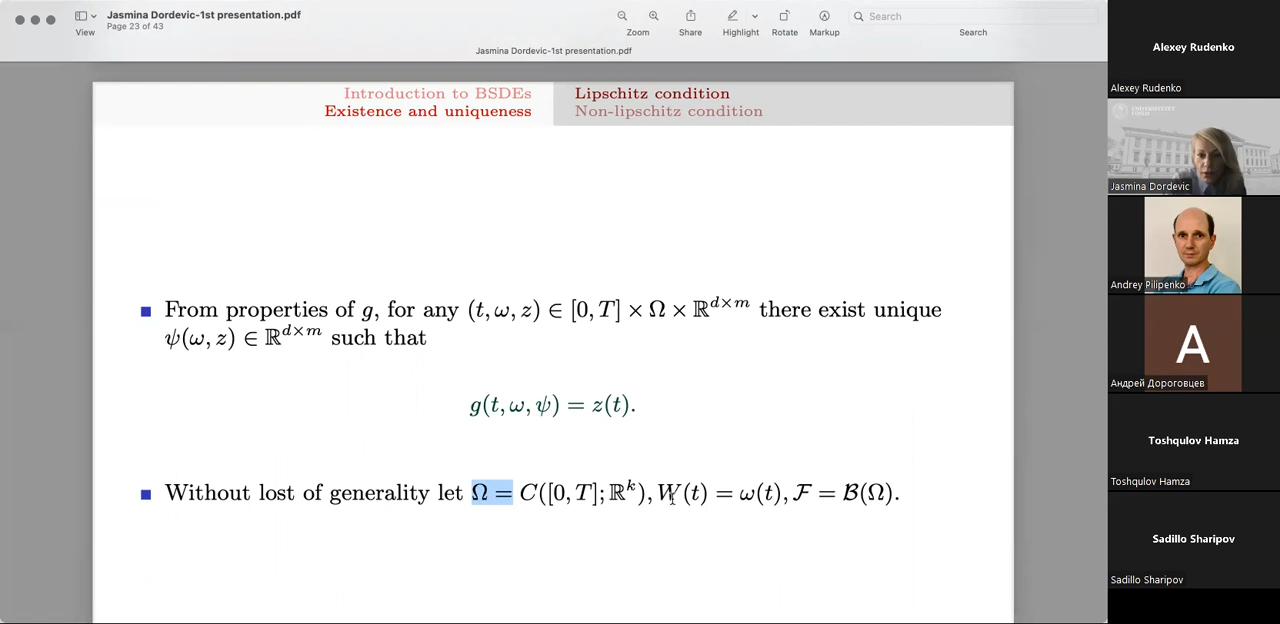 Jasmina Dordevic-1st presentation.pdf
Page 23 of 43
View
Zoom
Share
Highlight
Rotate
Markup
Search
Search
Jasmina Dordevic-1st presentation.pdf
Introduction to BSDEs
Existence and uniqueness
Lipschitz condition
Non-lipschitz condition
From properties of g, for any (t, ω, z) ∈ [0, T] × Ω × ℝ^{d×m} there exist unique
ψ(ω, z) ∈ ℝ^{d×m} such that
g(t, ω, ψ) = z(t).
Without lost of generality let Ω = C([0, T]; ℝ^k), W(t) = ω(t), ℱ = ℬ(Ω).
Alexey Rudenko
Alexey Rudenko
Jasmina Dordevic
Andrey Pilipenko
А
Андрей Дороговцев
Toshqulov Hamza
Toshqulov Hamza
Sadillo Sharipov
Sadillo Sharipov